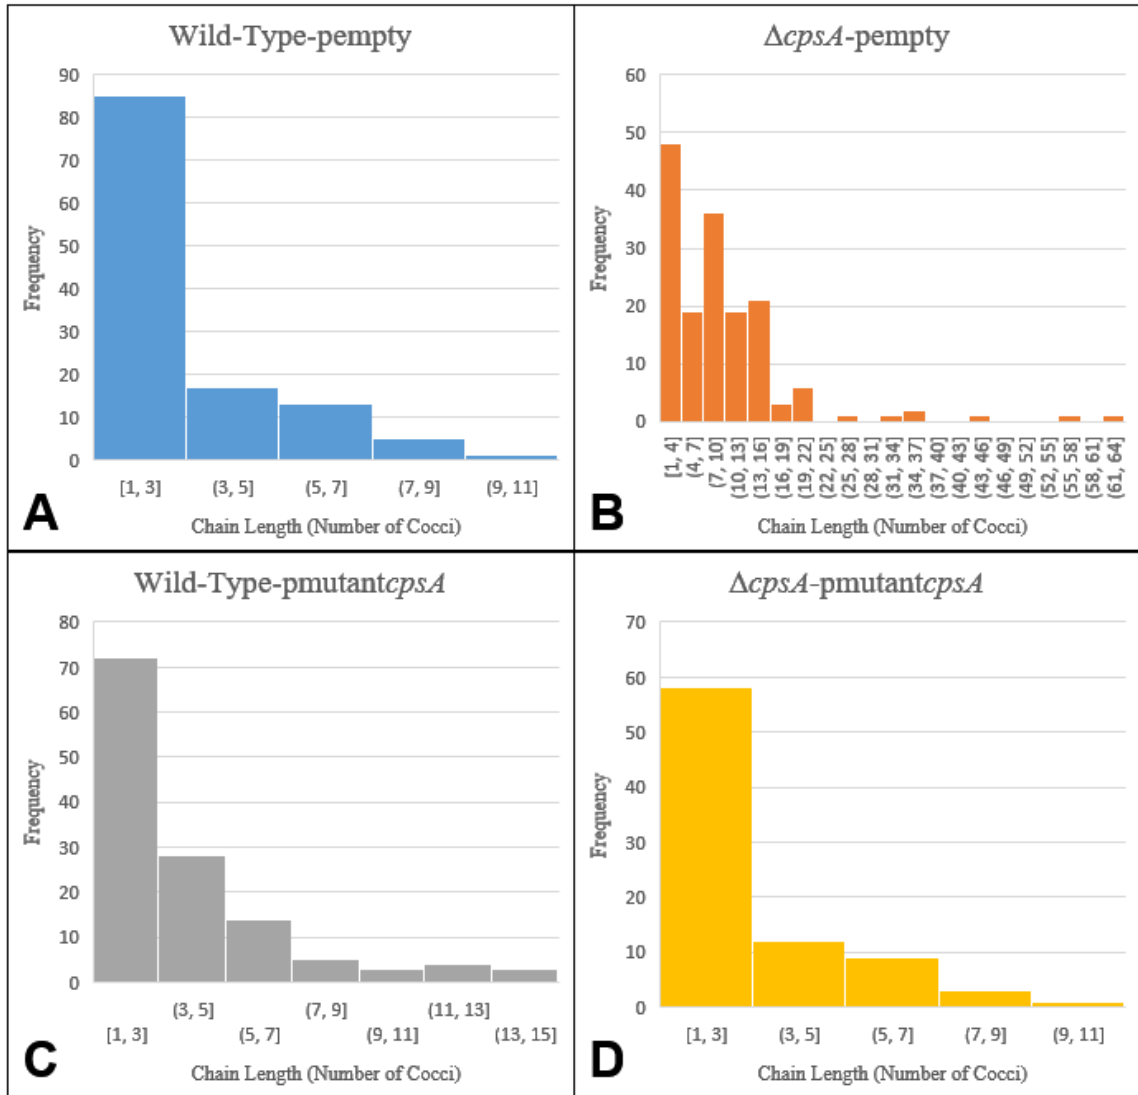 Wild-Type-pempty
90
80
70
60
50
40
30
20
10
0
Frequency
[1, 3] (3, 5] (5, 7] (7, 9] (9, 11]
Chain Length (Number of Cocci)
A
ΔcpsA-pempty
60
50
40
30
20
10
0
Frequency
[1, 4]
(4, 7]
(7, 10]
(10, 13]
(13, 16]
(16, 19]
(19, 22]
(22, 25]
(25, 28]
(28, 31]
(31, 34]
(34, 37]
(37, 40]
(40, 43]
(43, 46]
(46, 49]
(49, 52]
(52, 55]
(55, 58]
(58, 61]
(61, 64]
Chain Length (Number of Cocci)
B
Wild-Type-pmutantcpsA
80
70
60
50
40
30
20
10
0
Frequency
(3, 5] (7, 9] (11, 13]
[1, 3] (5, 7] (9, 11] (13, 15]
Chain Length (Number of Cocci)
C
ΔcpsA-pmutantcpsA
70
60
50
40
30
20
10
0
Frequency
[1, 3] (3, 5] (5, 7] (7, 9] (9, 11]
Chain Length (Number of Cocci)
D